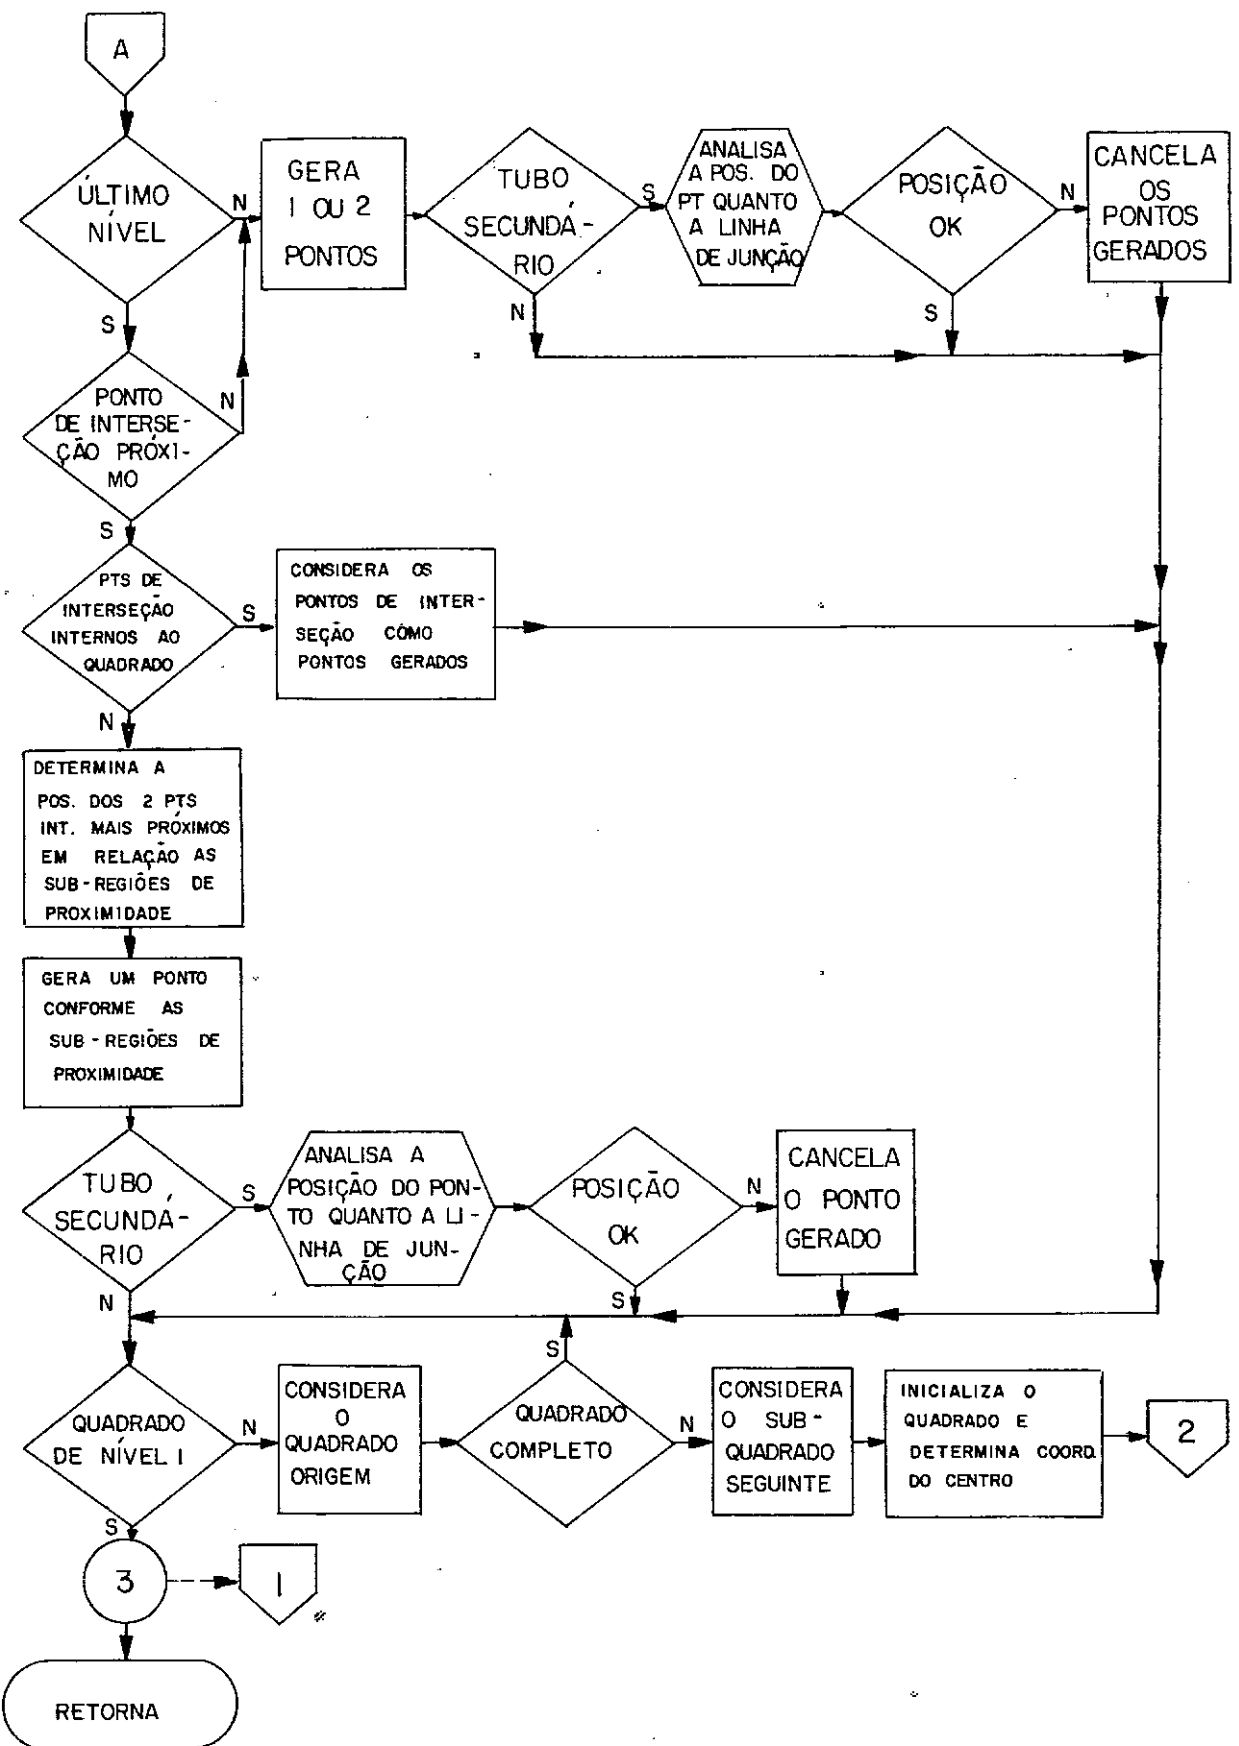 A
ÚLTIMO
NÍVEL
N
S
GERA
1 OU 2
PONTOS
TUBO
SECUNDÁ-
RIO
S
N
ANALISA
A POS. DO
PT QUANTO
A LINHA
DE JUNÇÃO
POSIÇÃO
OK
N
S
CANCELA
OS
PONTOS
GERADOS
PONTO
DE INTERSE-
ÇÃO PRÓXI-
MO
N
S
PTS DE
INTERSEÇÃO
INTERNOS AO
QUADRADO
S
N
CONSIDERA OS
PONTOS DE INTER-
SEÇÃO CÓMO
PONTOS GERADOS
DETERMINA A
POS. DOS 2 PTS
INT. MAIS PRÓXIMOS
EM RELAÇÃO AS
SUB-REGIÕES DE
PROXIMIDADE
GERA UM PONTO
CONFORME AS
SUB-REGIÕES DE
PROXIMIDADE
TUBO
SECUNDÁ-
RIO
S
N
ANALISA A
POSIÇÃO DO PON-
TO QUANTO A LI-
NHA DE JUN-
ÇÃO
POSIÇÃO
OK
N
S
CANCELA
O PONTO
GERADO
QUADRADO
DE NÍVEL 1
N
S
CONSIDERA
O
QUADRADO
ORIGEM
S
QUADRADO
COMPLETO
N
CONSIDERA
O SUB-
QUADRADO
SEGUINTE
INICIALIZA O
QUADRADO E
DETERMINA COORD.
DO CENTRO
2
3
1
RETORNA